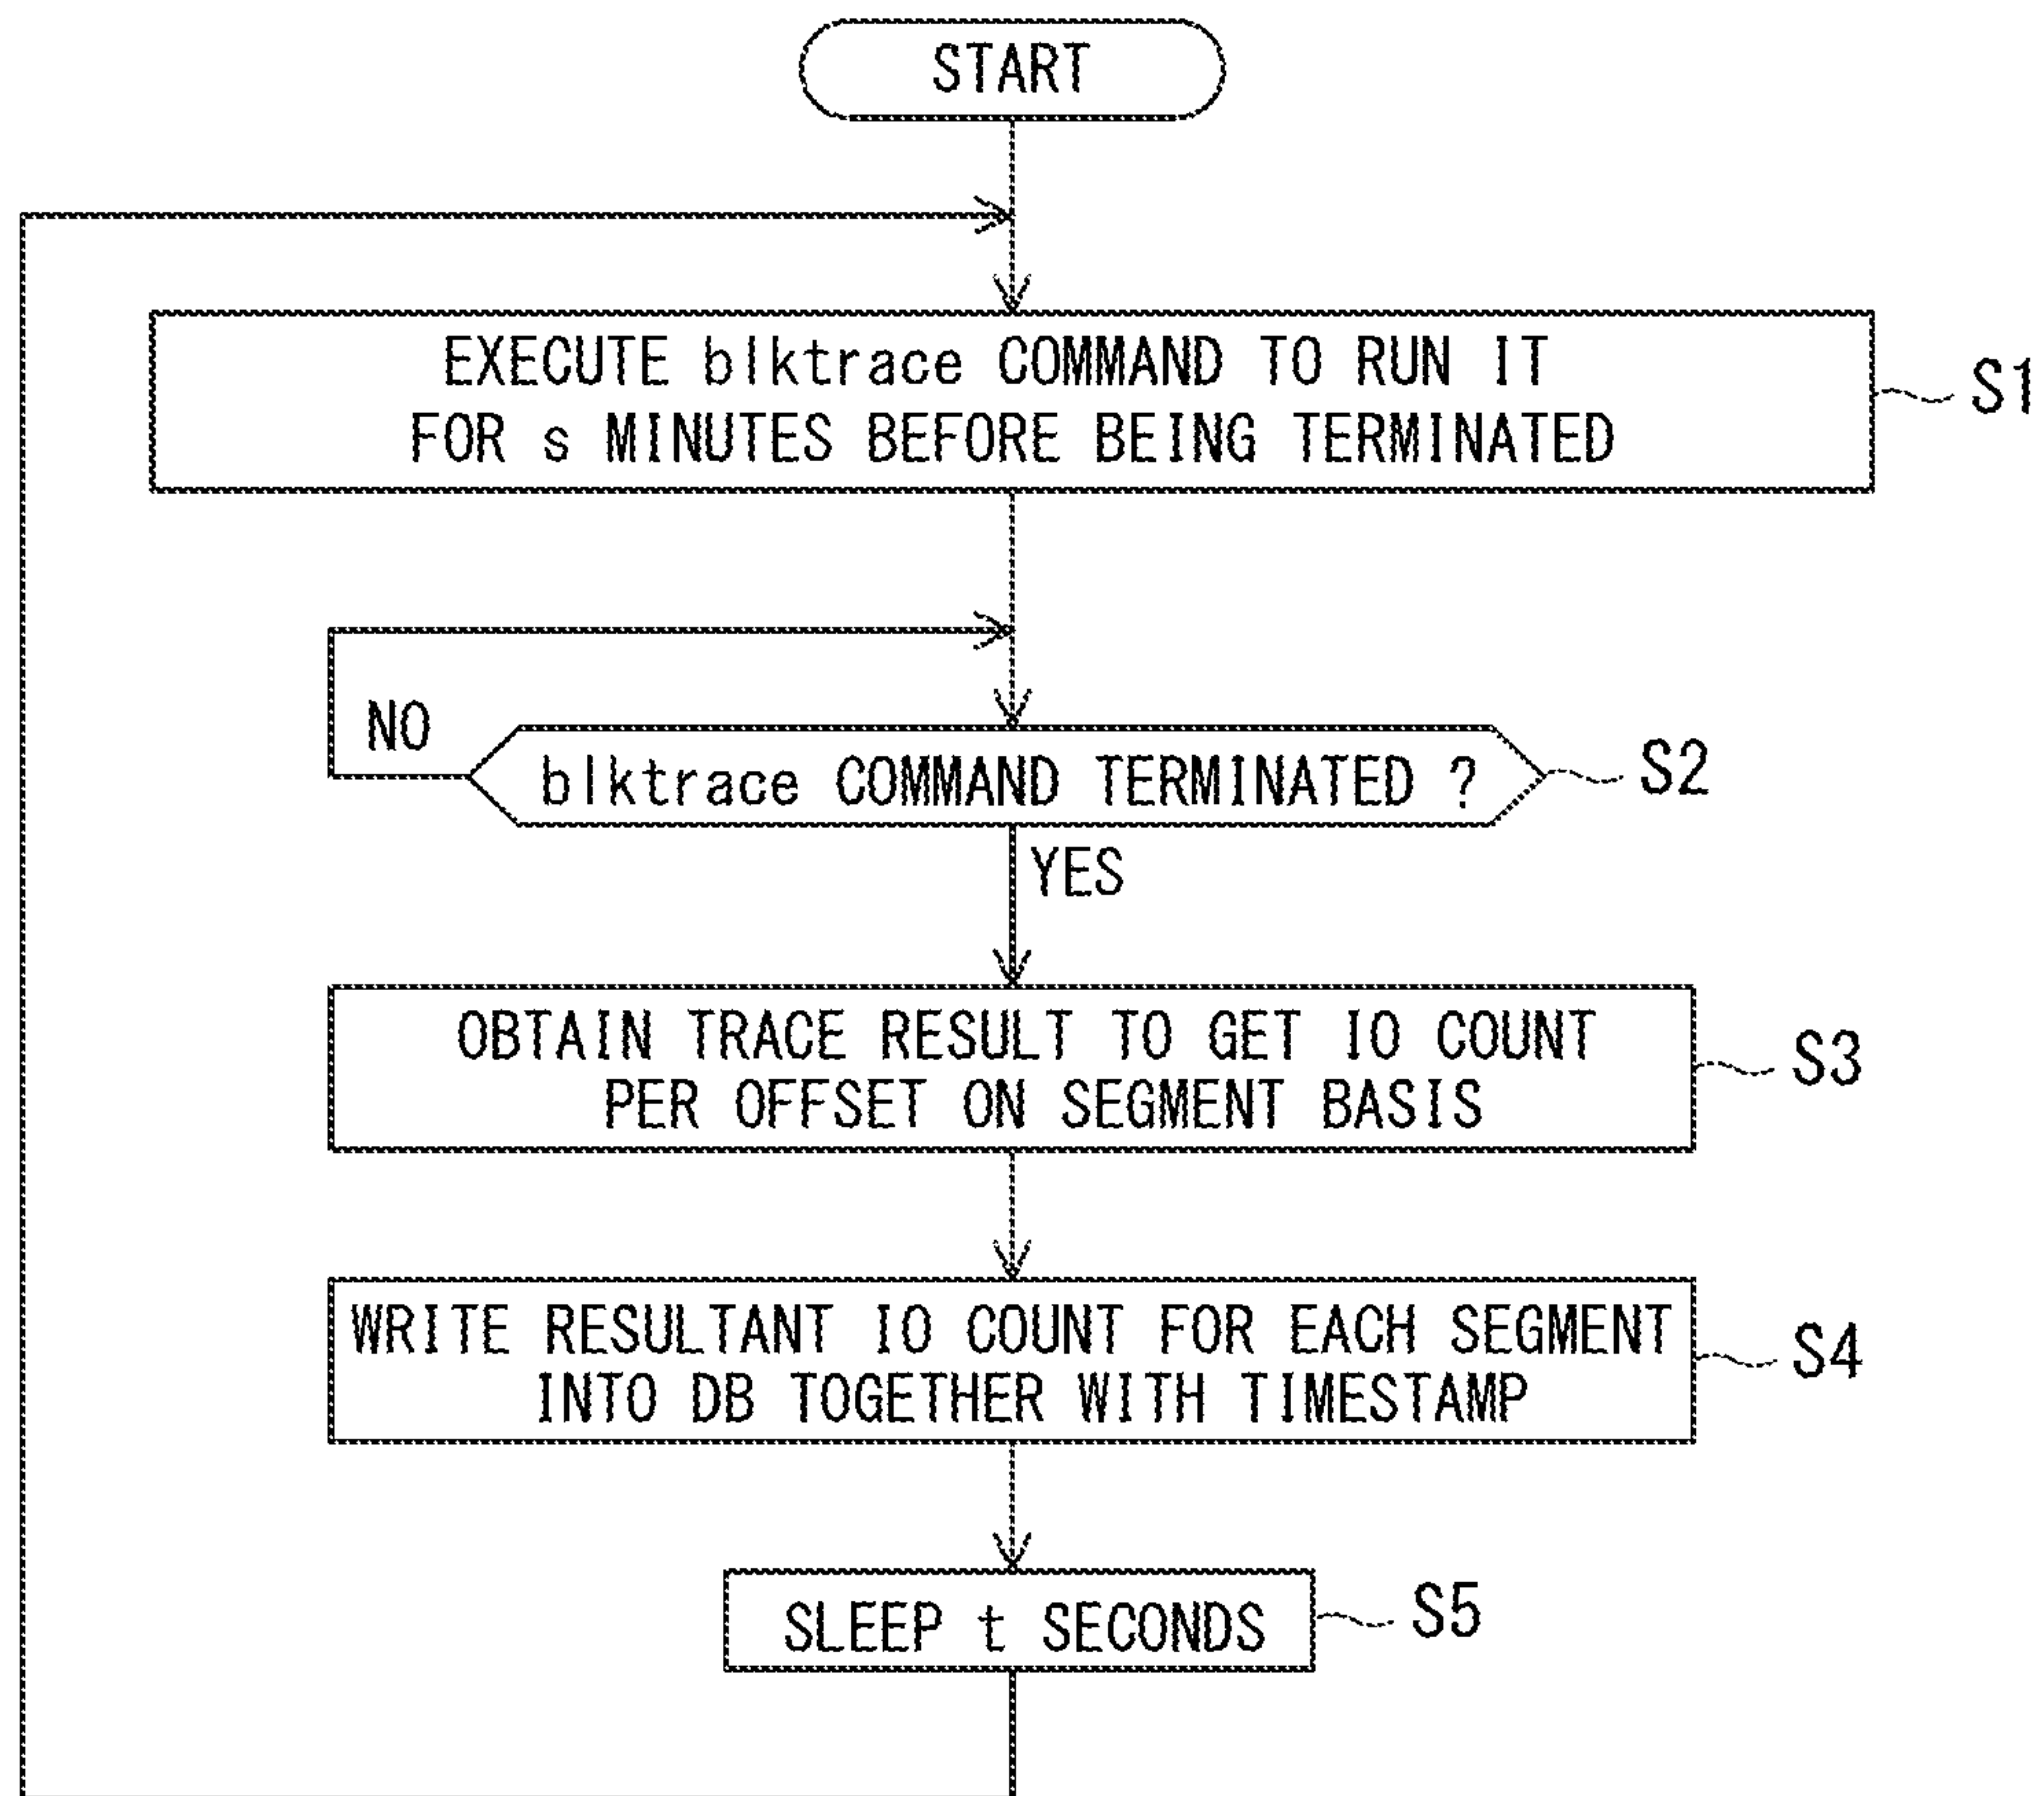 START
EXECUTE blktrace COMMAND TO RUN IT
FOR s MINUTES BEFORE BEING TERMINATED
S1
NO
blktrace COMMAND TERMINATED ?
S2
YES
OBTAIN TRACE RESULT TO GET IO COUNT
PER OFFSET ON SEGMENT BASIS
S3
WRITE RESULTANT IO COUNT FOR EACH SEGMENT
INTO DB TOGETHER WITH TIMESTAMP
S4
SLEEP t SECONDS
S5